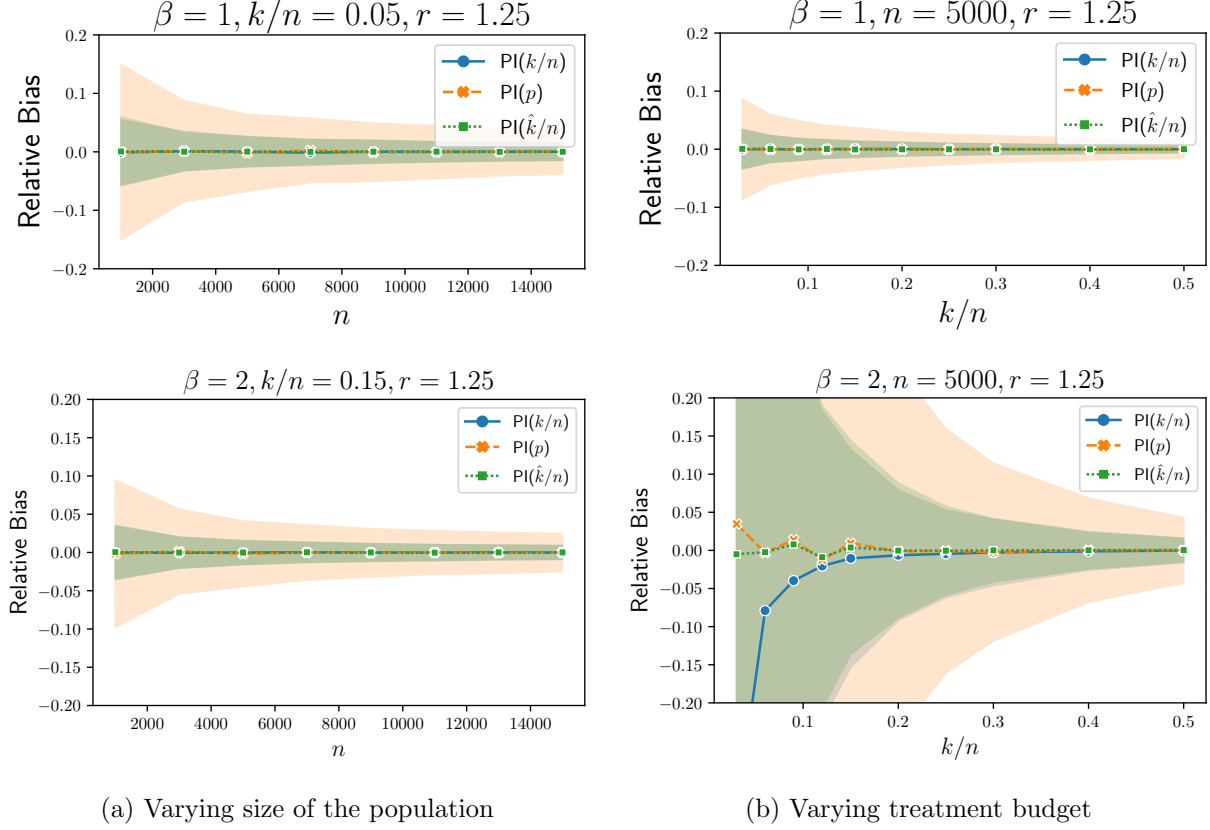 β = 1, k/n = 0.05, r = 1.25
0.2
0.1
0.0
−0.1
−0.2
Relative Bias
PI(k/n)
PI(p)
PI(k̂/n)
2000 4000 6000 8000 10000 12000 14000
n
β = 1, n = 5000, r = 1.25
0.2
0.1
0.0
−0.1
−0.2
Relative Bias
PI(k/n)
PI(p)
PI(k̂/n)
0.1 0.2 0.3 0.4 0.5
k/n
β = 2, k/n = 0.15, r = 1.25
0.20
0.15
0.10
0.05
0.00
−0.05
−0.10
−0.15
−0.20
Relative Bias
PI(k/n)
PI(p)
PI(k̂/n)
2000 4000 6000 8000 10000 12000 14000
n
β = 2, n = 5000, r = 1.25
0.20
0.15
0.10
0.05
0.00
−0.05
−0.10
−0.15
−0.20
Relative Bias
PI(k/n)
PI(p)
PI(k̂/n)
0.1 0.2 0.3 0.4 0.5
k/n
(a) Varying size of the population
(b) Varying treatment budget